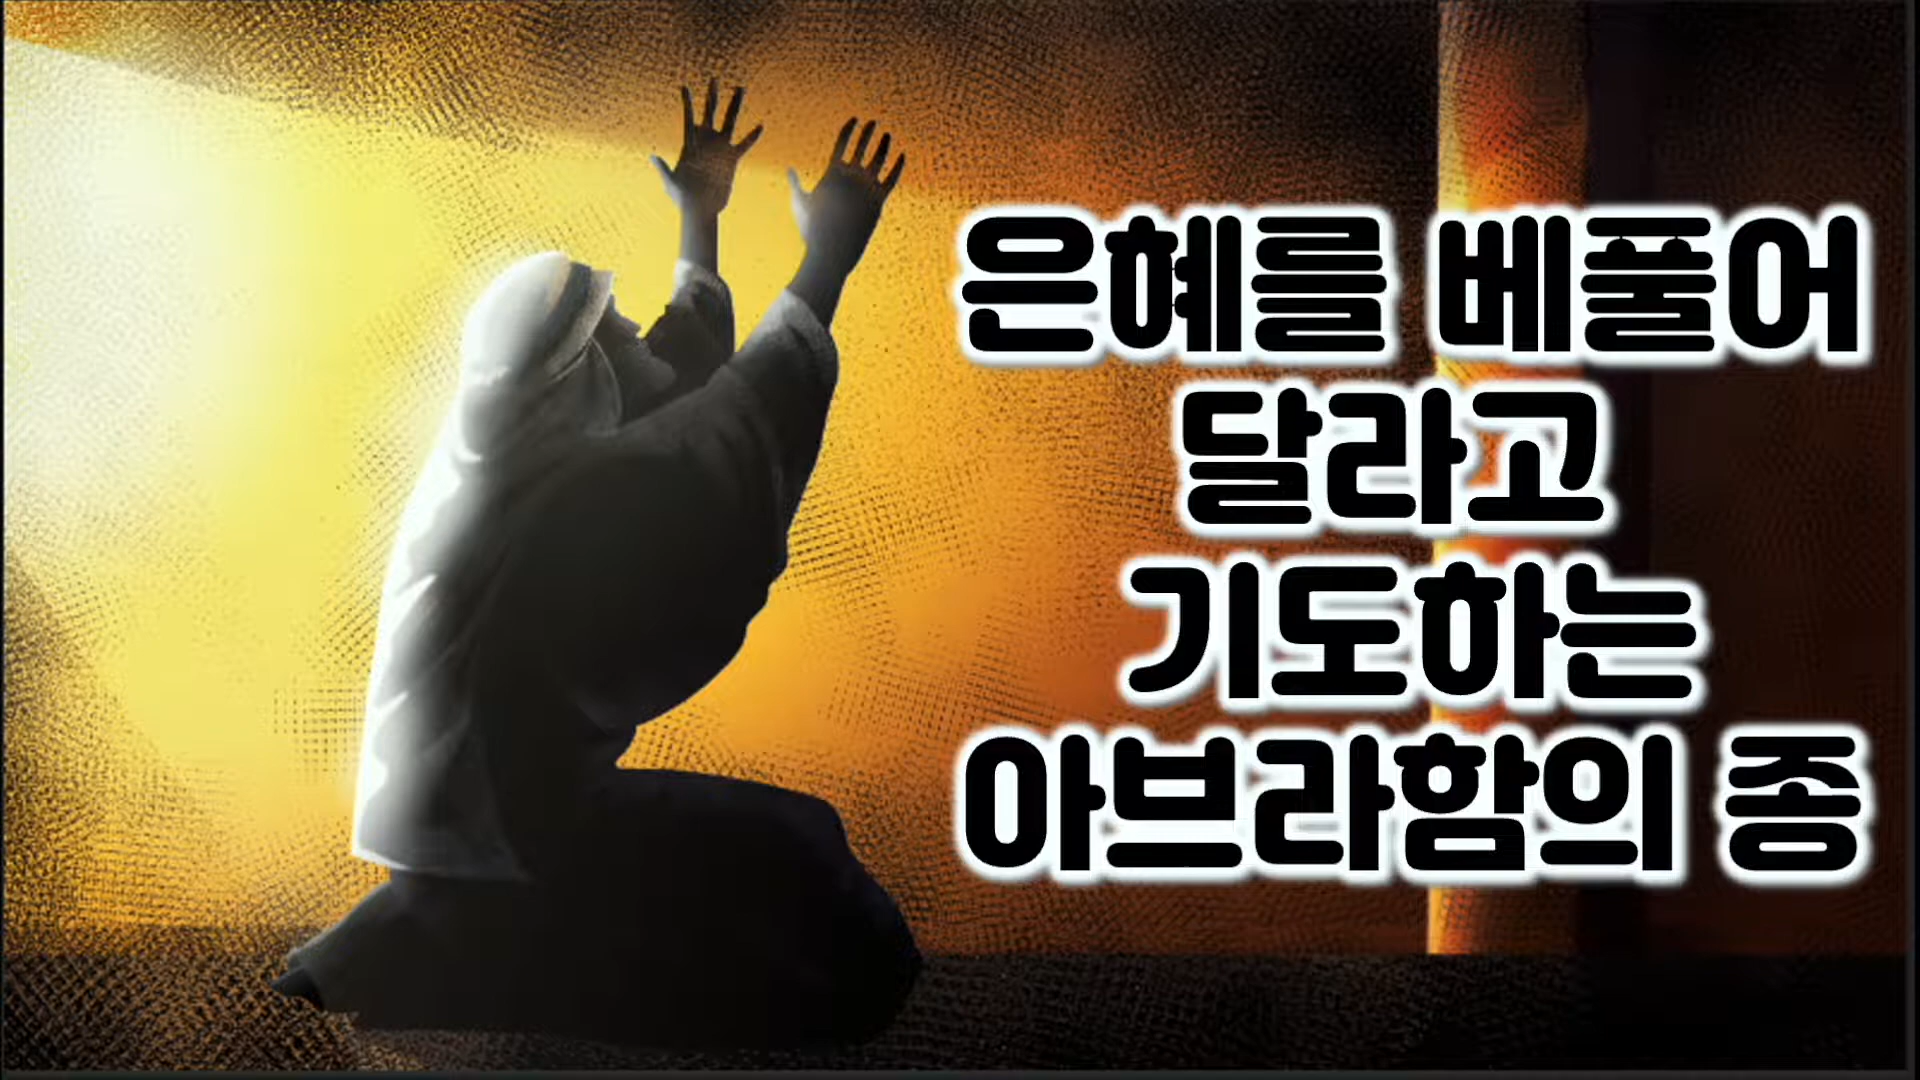 은혜를 베풀어
달라고
기도하는
아브라함의 종